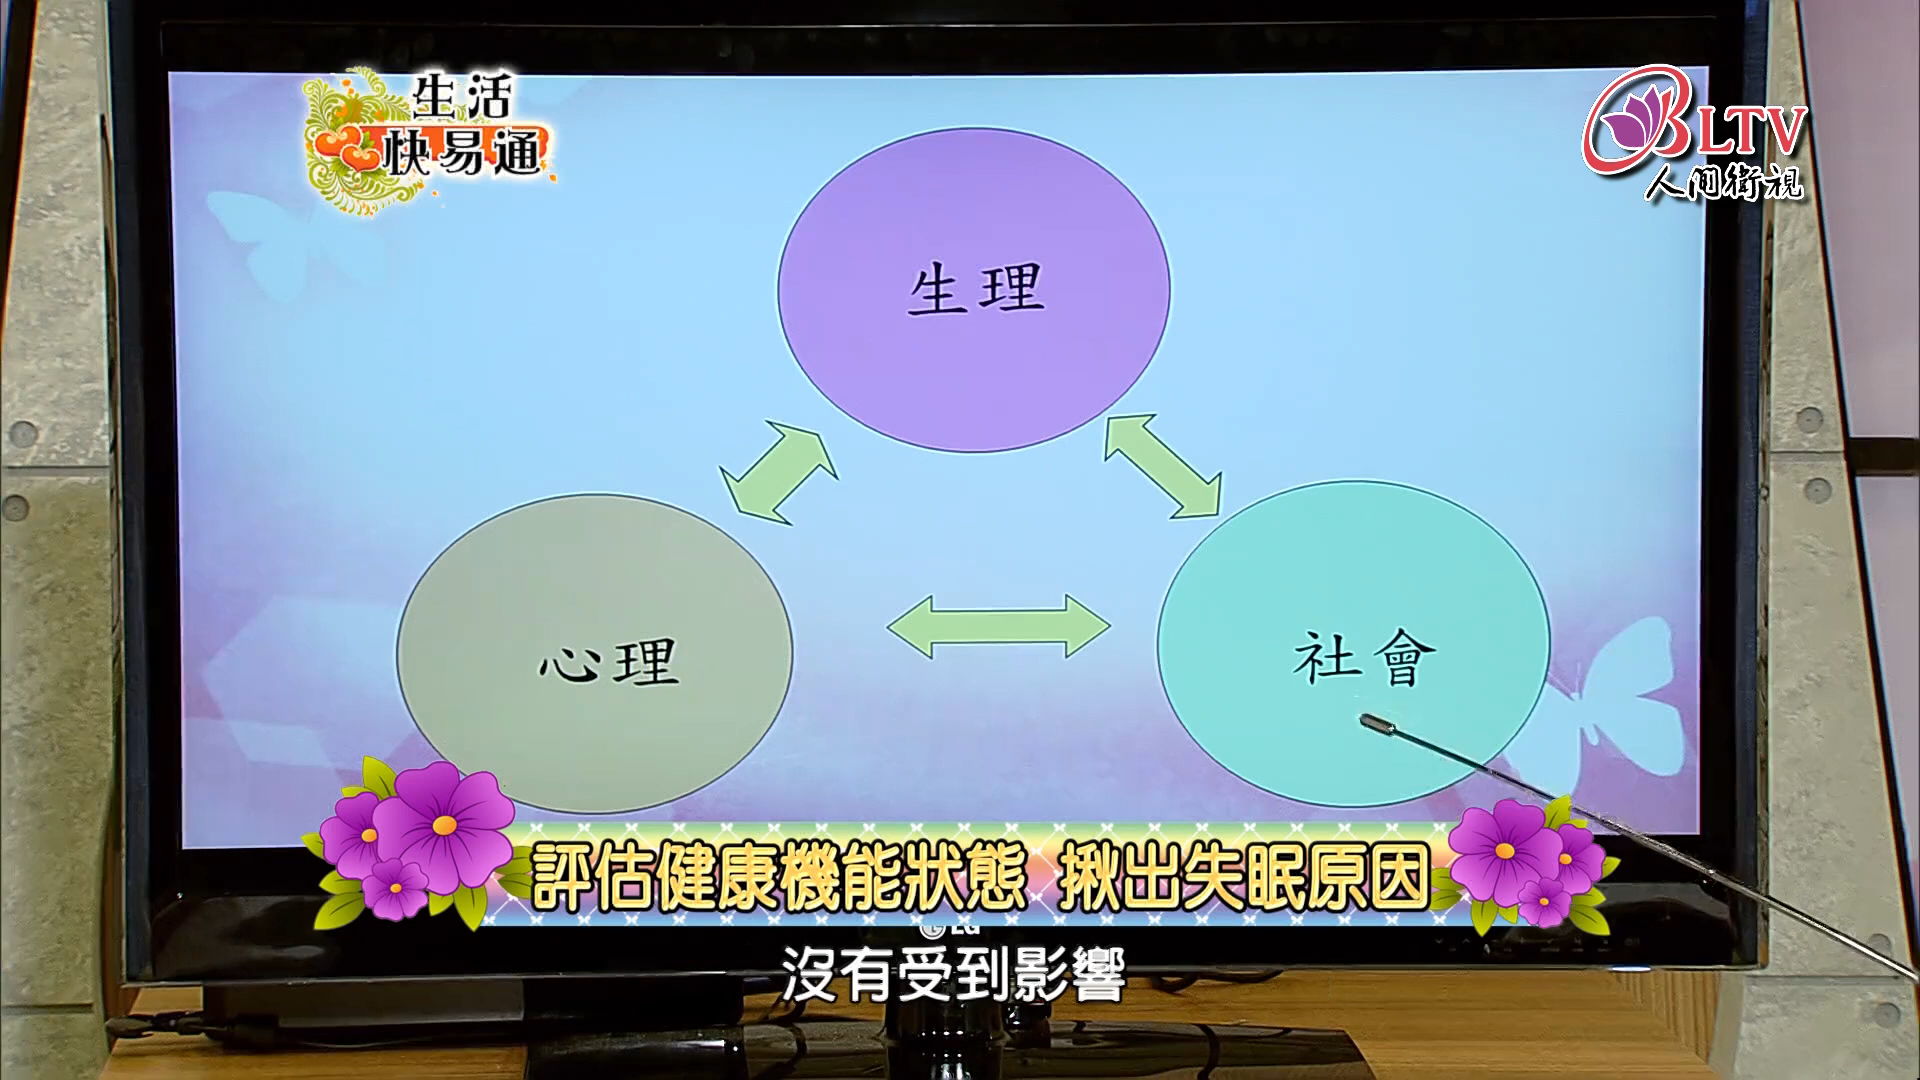 生活
快易通
BLTV
人間衛視
生理
心理
社會
評估健康機能狀態 揪出失眠原因
LG
沒有受到影響